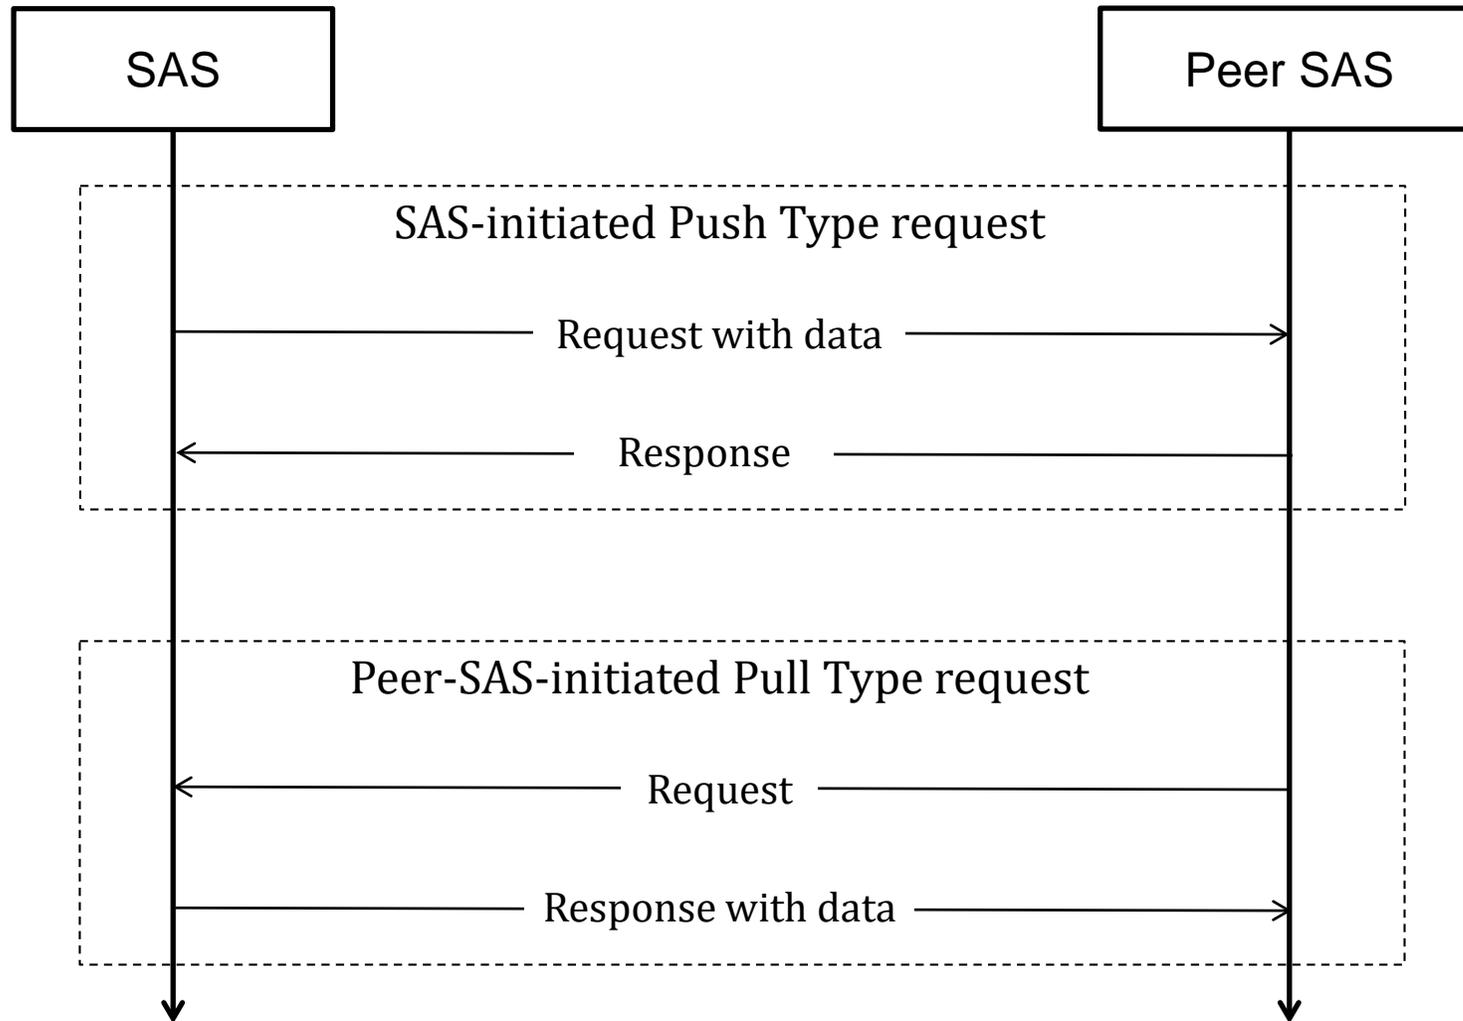 SAS
Peer SAS
SAS-initiated Push Type request
Request with data
Response
Peer-SAS-initiated Pull Type request
Request
Response with data